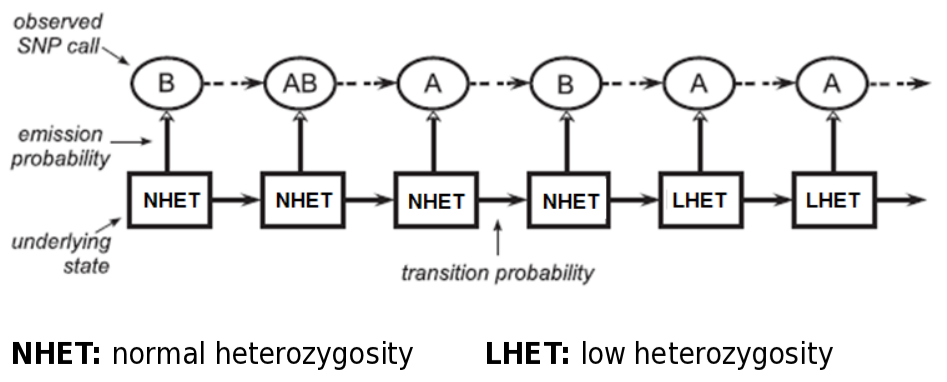 observed
SNP call
B AB A B A A
emission
probability
NHET NHET NHET NHET LHET LHET
underlying
state
transition probability
NHET: normal heterozygosity LHET: low heterozygosity